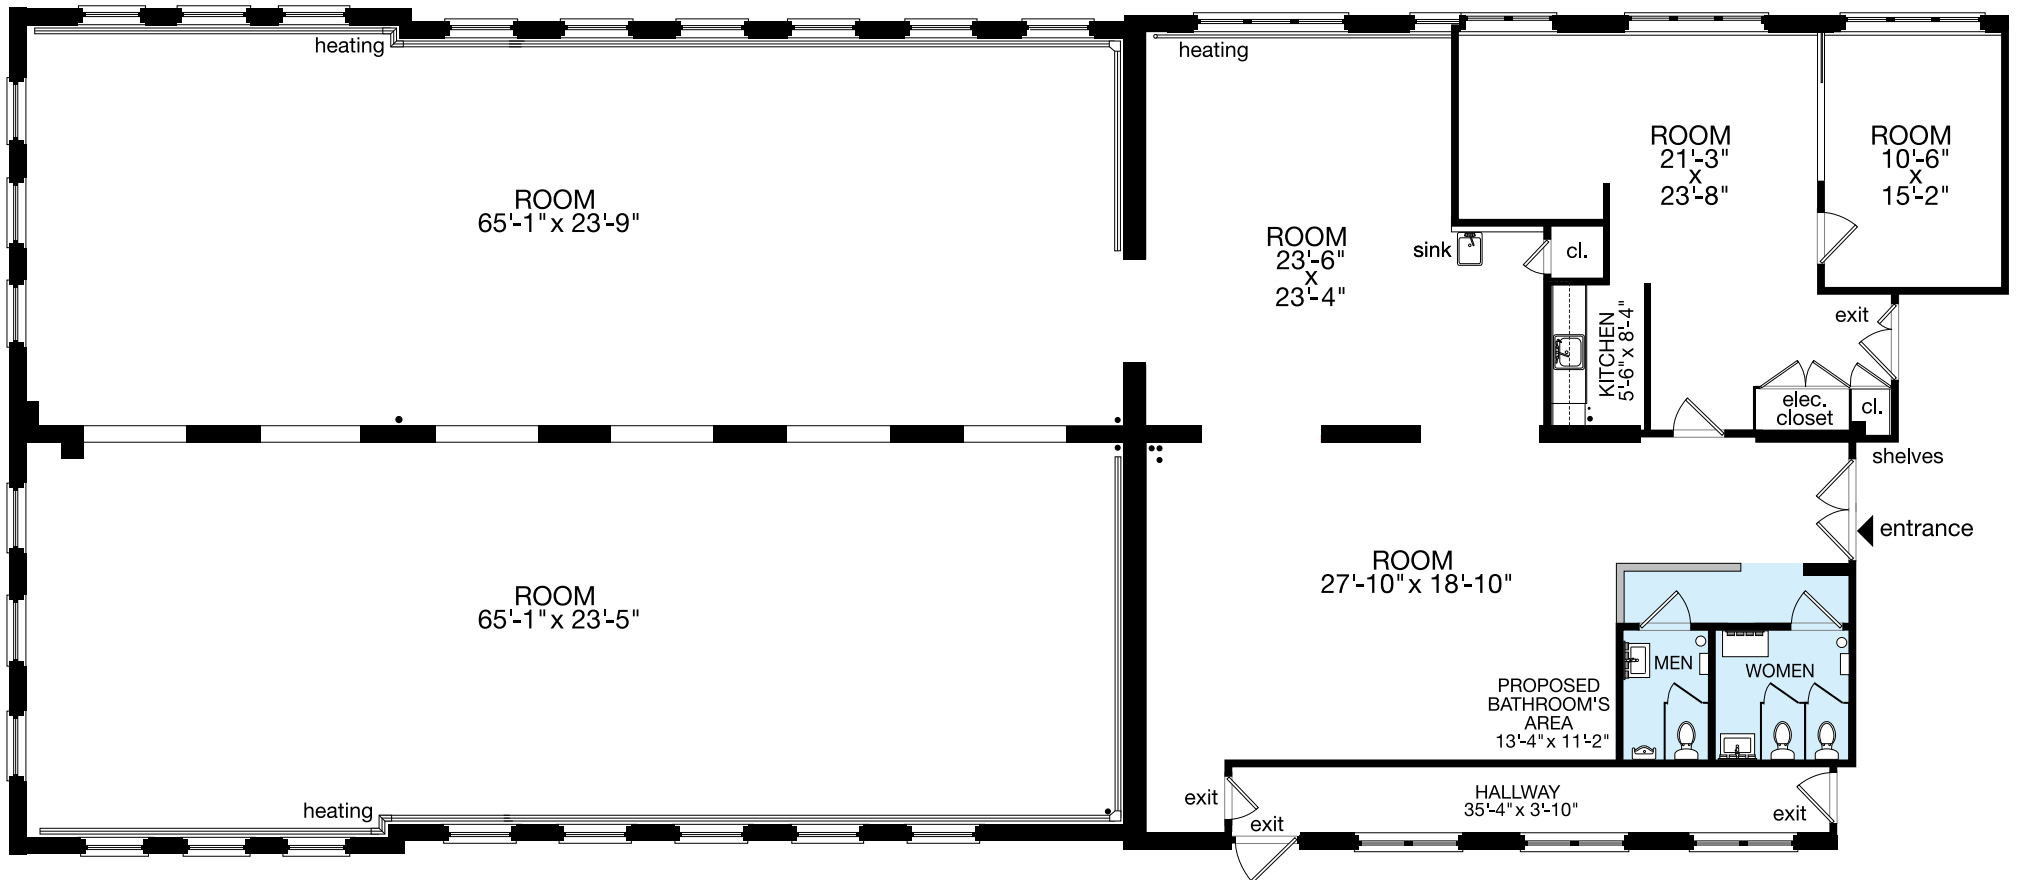 heating
heating
ROOM
65'-1" x 23'-9"
ROOM
23'-6"
x
23'-4"
sink
cl.
ROOM
21'-3"
x
23'-8"
ROOM
10'-6"
x
15'-2"
KITCHEN
5'-6" x 8'-4"
exit
elec.
closet
cl.
shelves
entrance
ROOM
65'-1" x 23'-5"
heating
ROOM
27'-10" x 18'-10"
MEN
WOMEN
PROPOSED
BATHROOM'S
AREA
13'-4" x 11'-2"
exit
exit
HALLWAY
35'-4" x 3'-10"
exit